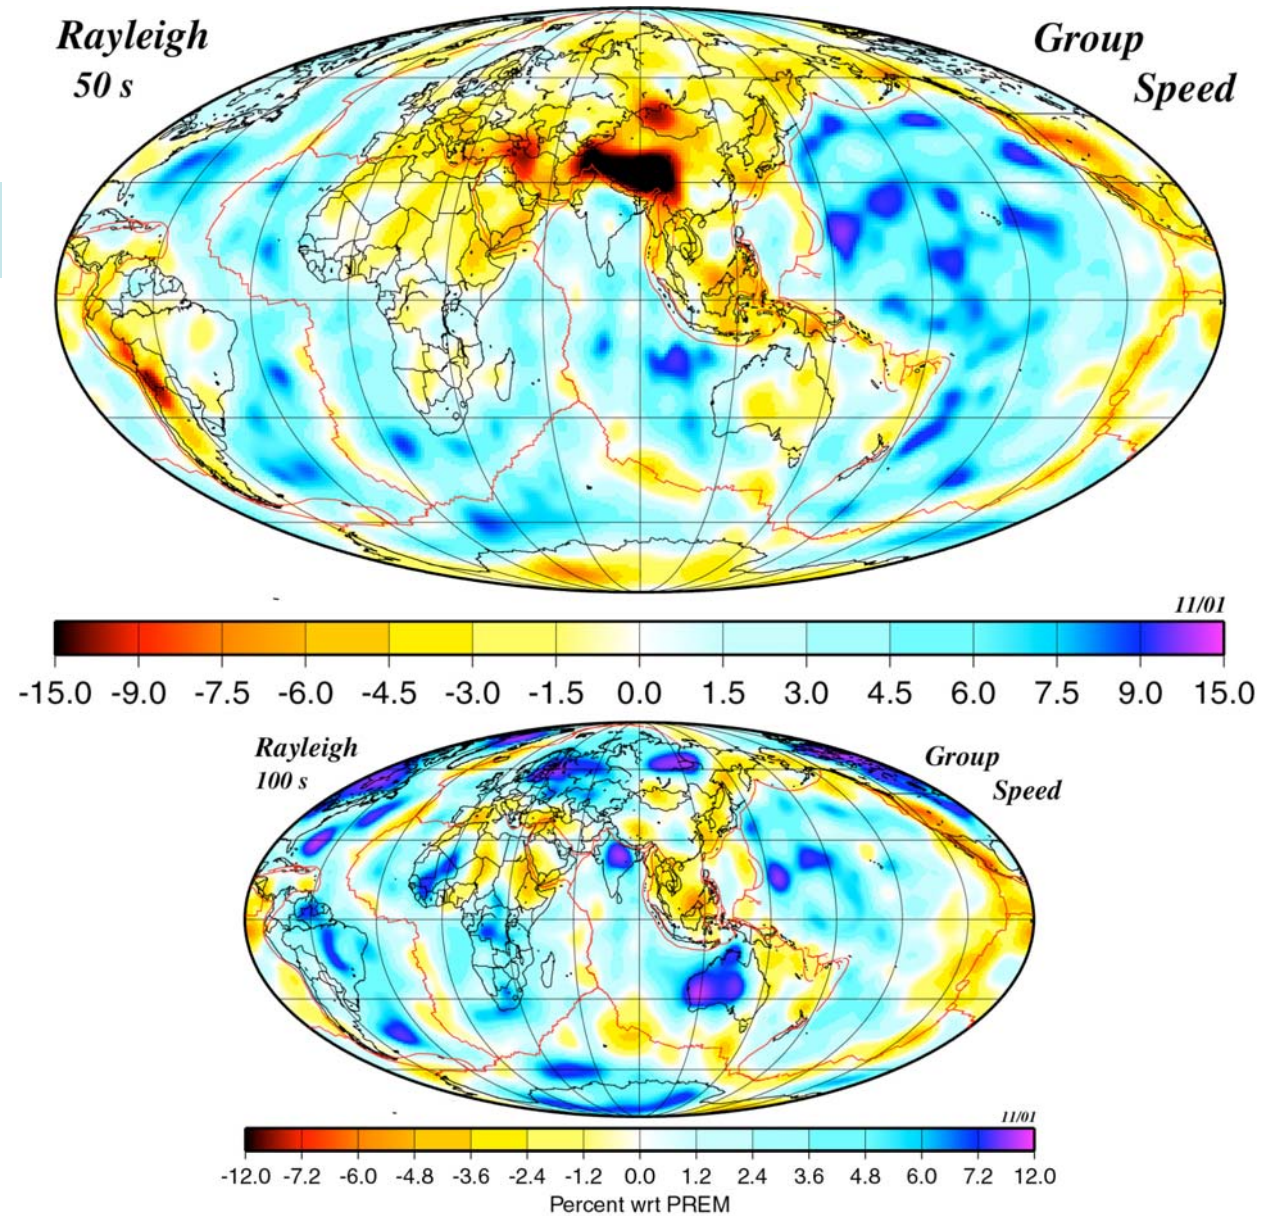 Rayleigh
50 s
Group
Speed
11/01
-15.0 -9.0 -7.5 -6.0 -4.5 -3.0 -1.5 0.0 1.5 3.0 4.5 6.0 7.5 9.0 15.0
Rayleigh
100 s
Group
Speed
11/01
-12.0 -7.2 -6.0 -4.8 -3.6 -2.4 -1.2 0.0 1.2 2.4 3.6 4.8 6.0 7.2 12.0
Percent wrt PREM